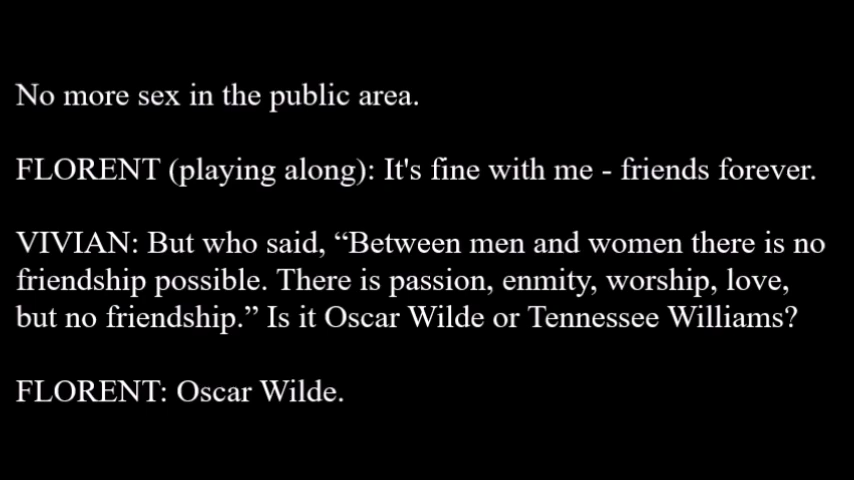 No more sex in the public area.
FLORENT (playing along): It's fine with me - friends forever.
VIVIAN: But who said, “Between men and women there is no
friendship possible. There is passion, enmity, worship, love,
but no friendship.” Is it Oscar Wilde or Tennessee Williams?
FLORENT: Oscar Wilde.